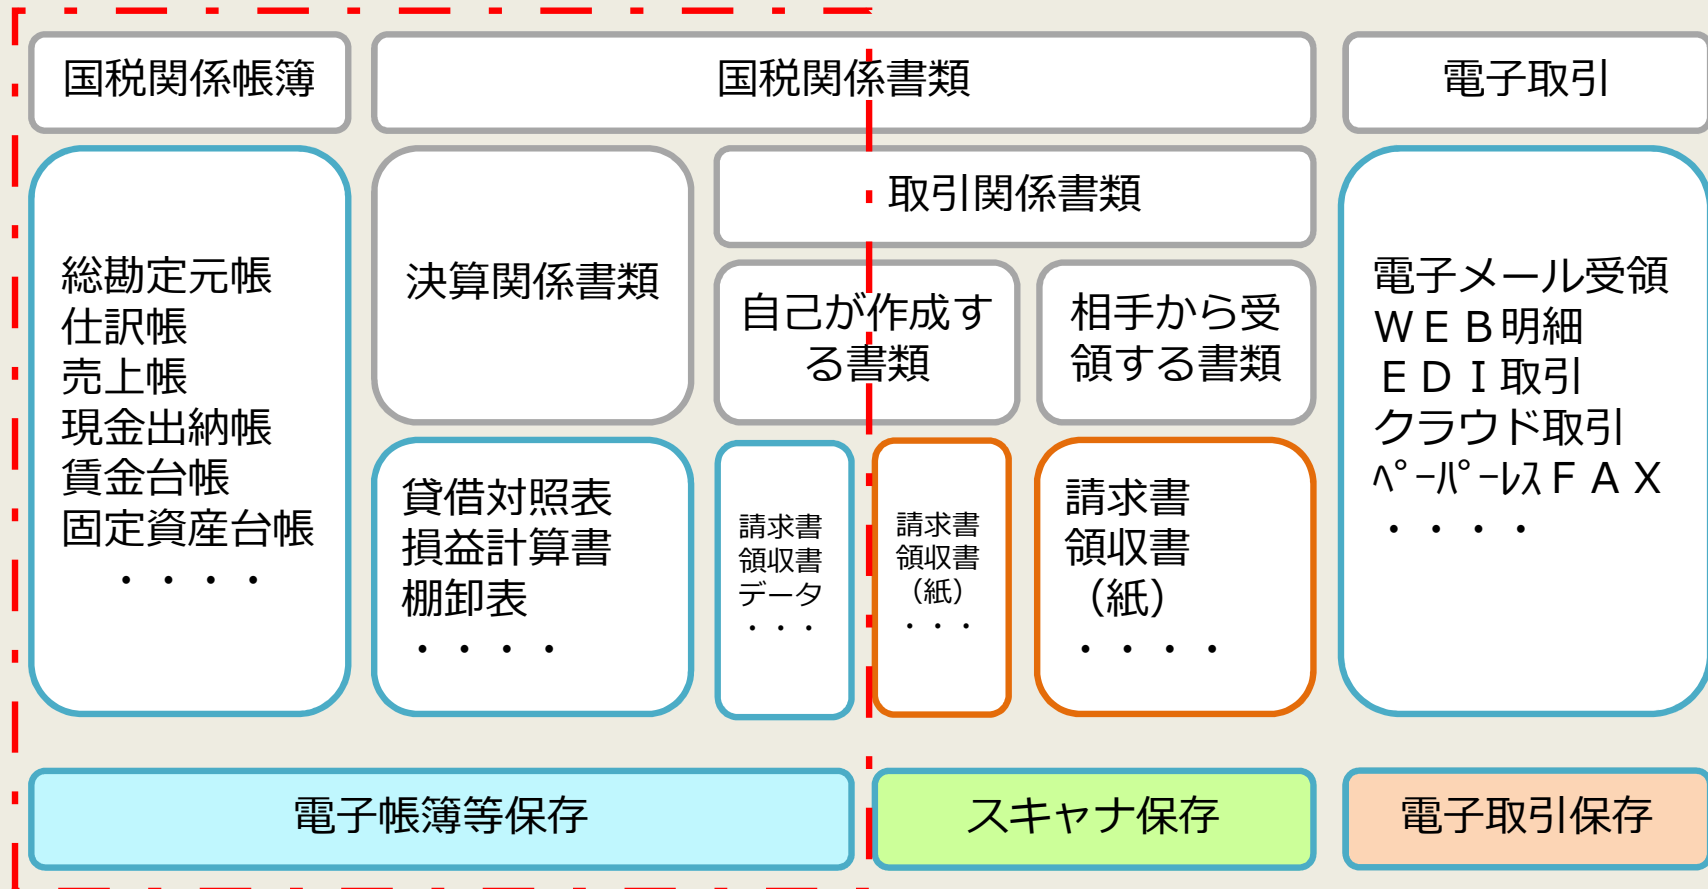 国税関係帳簿
国税関係書類
電子取引
総勘定元帳
仕訳帳
売上帳
現金出納帳
賃金台帳
固定資産台帳
・・・・
決算関係書類
取引関係書類
自己が作成す
る書類
相手から受
領する書類
貸借対照表
損益計算書
棚卸表
・・・・
請求書
領収書
データ
・・・
請求書
領収書
（紙）
・・・
請求書
領収書
（紙）
・・・・
電子メール受領
ＷＥＢ明細
ＥＤＩ取引
クラウド取引
ﾍﾟｰﾊﾟｰﾚｽＦＡＸ
・・・・
電子帳簿等保存
スキャナ保存
電子取引保存